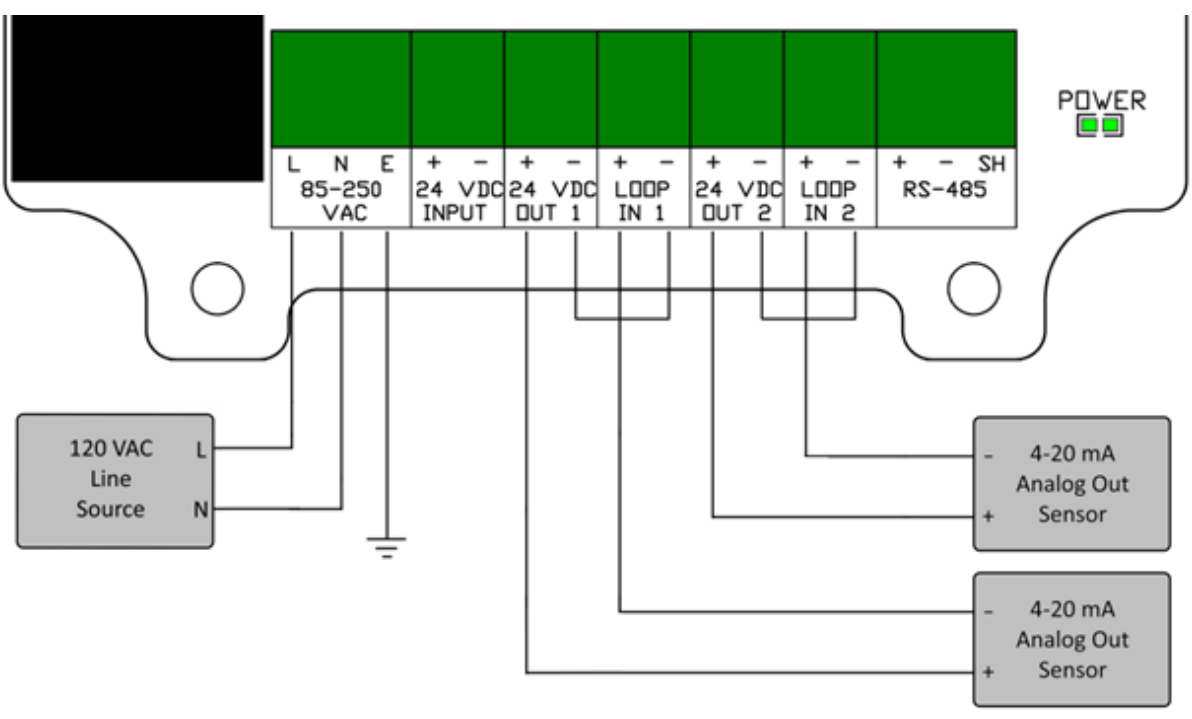 POWER
L N E + - + - + - + - + - + - SH
85-250 24 VDC 24 VDC LOOP 24 VDC LOOP RS-485
VAC INPUT OUT 1 IN 1 OUT 2 IN 2
120 VAC L
Line
Source N
- 4-20 mA
Analog Out
+ Sensor
- 4-20 mA
Analog Out
+ Sensor